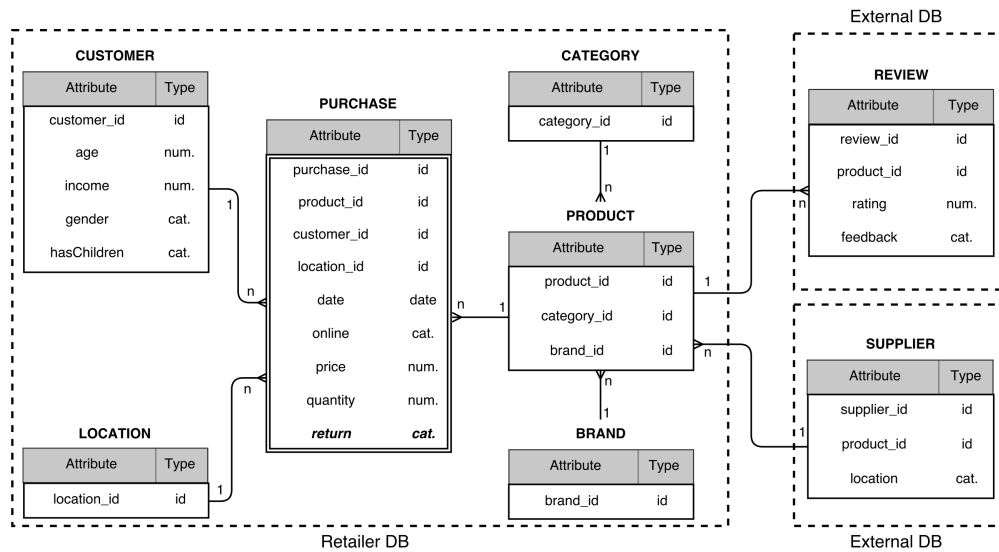 External DB
CUSTOMER
Attribute Type
customer_id id
age num.
income num.
gender cat.
hasChildren cat.
1
n
PURCHASE
Attribute Type
purchase_id id
product_id id
customer_id id
location_id id
date date
online cat.
price num.
quantity num.
return cat.
n
1
LOCATION
Attribute Type
location_id id
1
n
CATEGORY
Attribute Type
category_id id
1
n
PRODUCT
Attribute Type
product_id id
category_id id
brand_id id
n
1
BRAND
Attribute Type
brand_id id
1
n
REVIEW
Attribute Type
review_id id
product_id id
rating num.
feedback cat.
n
1
SUPPLIER
Attribute Type
supplier_id id
product_id id
location cat.
Retailer DB
External DB